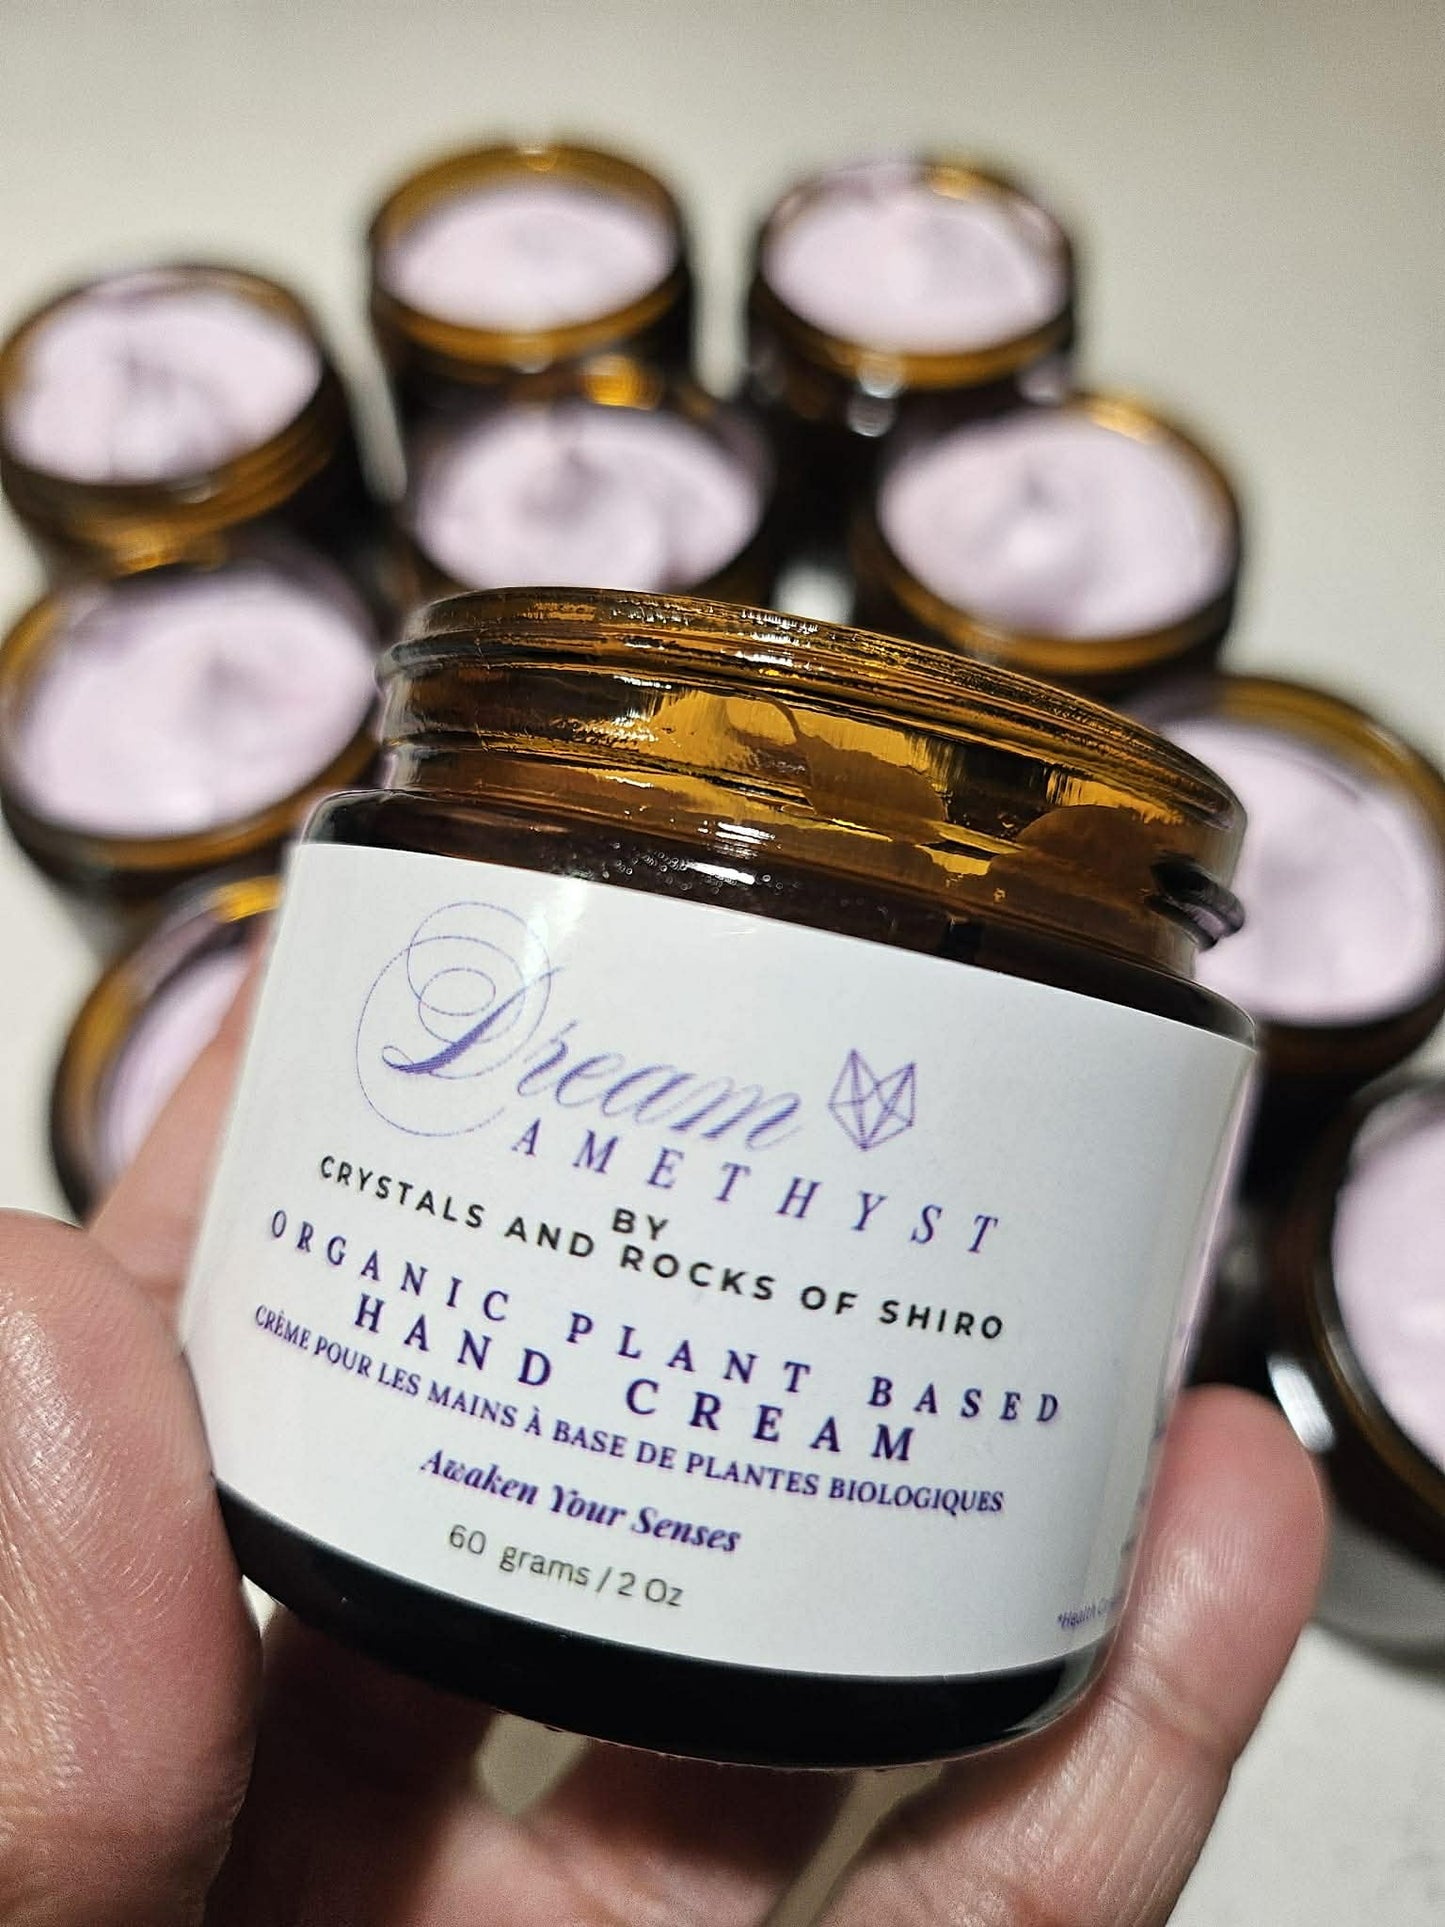 Dream
AMETHYST
BY
CRYSTALS AND ROCKS OF SHIRO
ORGANIC PLANT BASED
HAND CREAM
CRÈME POUR LES MAINS À BASE DE PLANTES BIOLOGIQUES
Awaken Your Senses
60 grams / 2 Oz
*Health